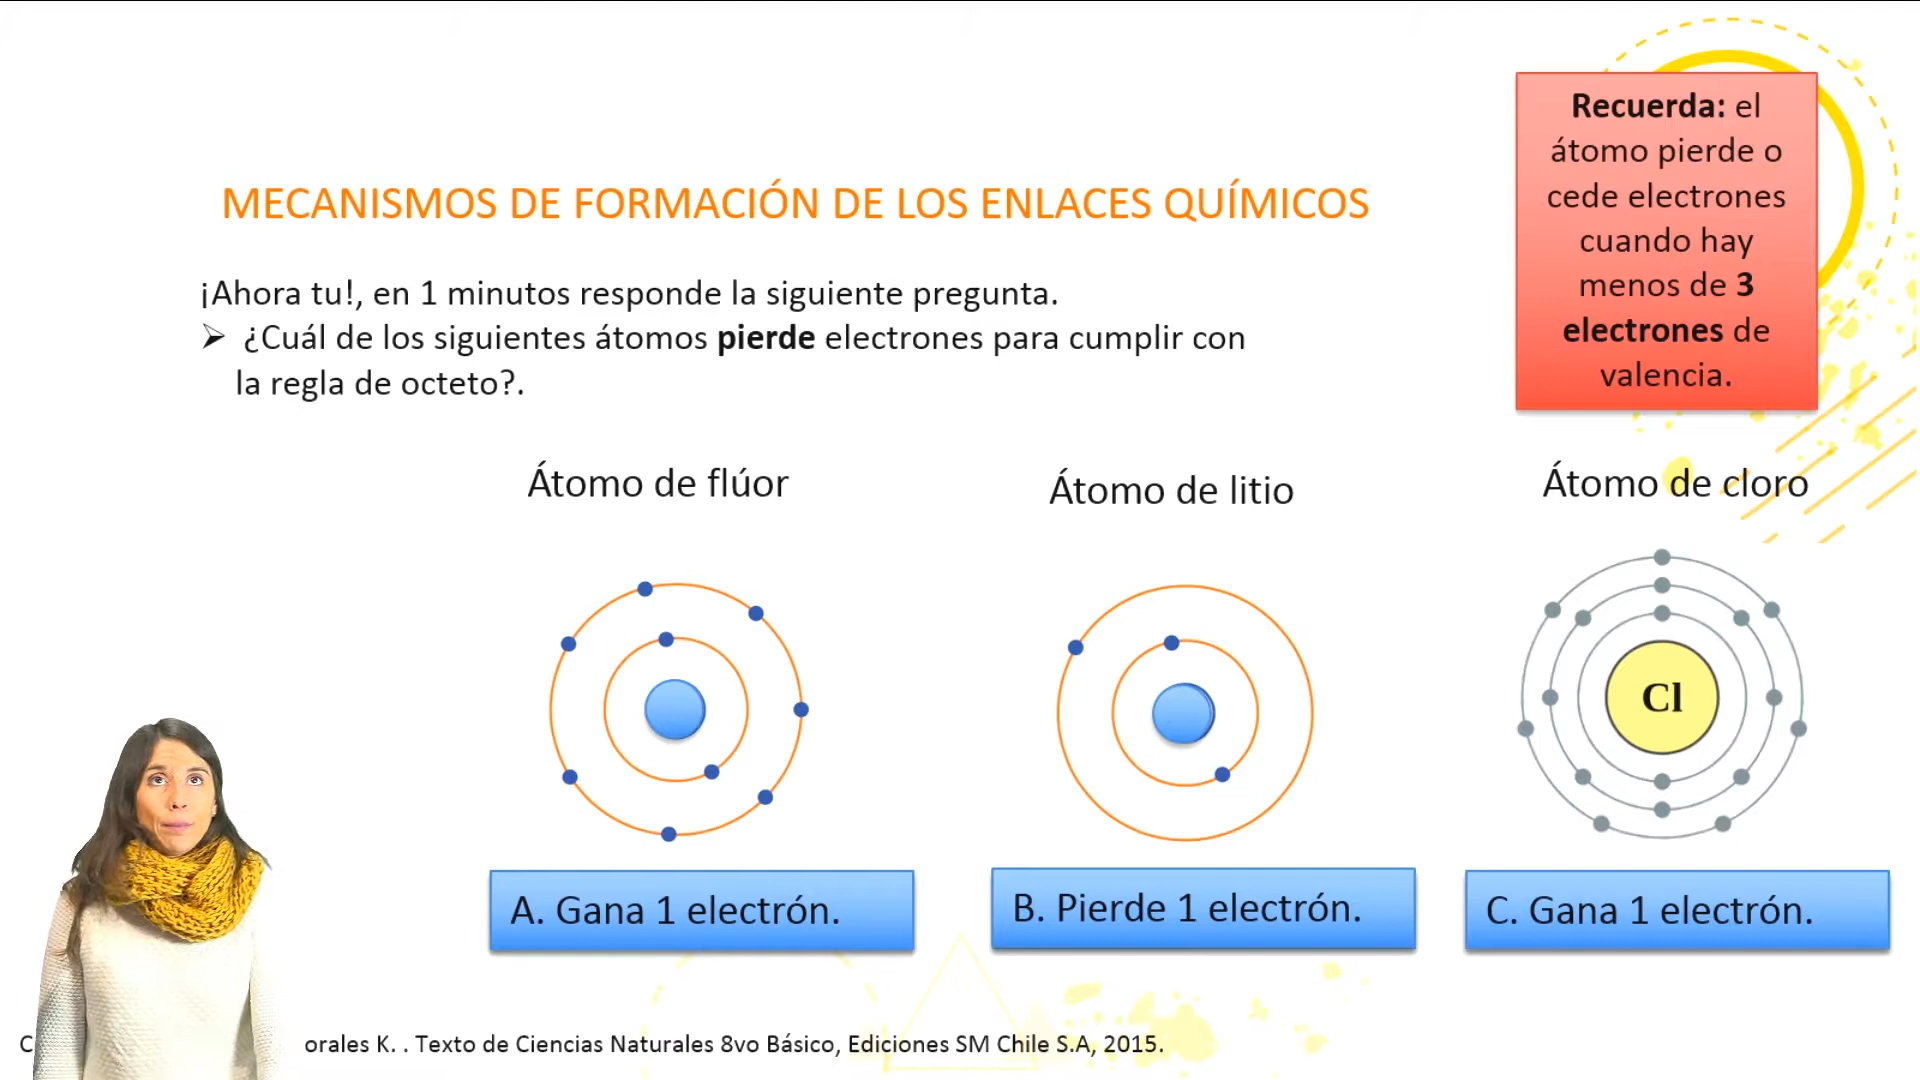 Recuerda: el
átomo pierde o
cede electrones
cuando hay
menos de 3
electrones de
valencia.
MECANISMOS DE FORMACIÓN DE LOS ENLACES QUÍMICOS
¡Ahora tu!, en 1 minutos responde la siguiente pregunta.
➢ ¿Cuál de los siguientes átomos pierde electrones para cumplir con
la regla de octeto?.
Átomo de flúor
Átomo de litio
Átomo de cloro
Cl
A. Gana 1 electrón.
B. Pierde 1 electrón.
C. Gana 1 electrón.
orales K. . Texto de Ciencias Naturales 8vo Básico, Ediciones SM Chile S.A, 2015.